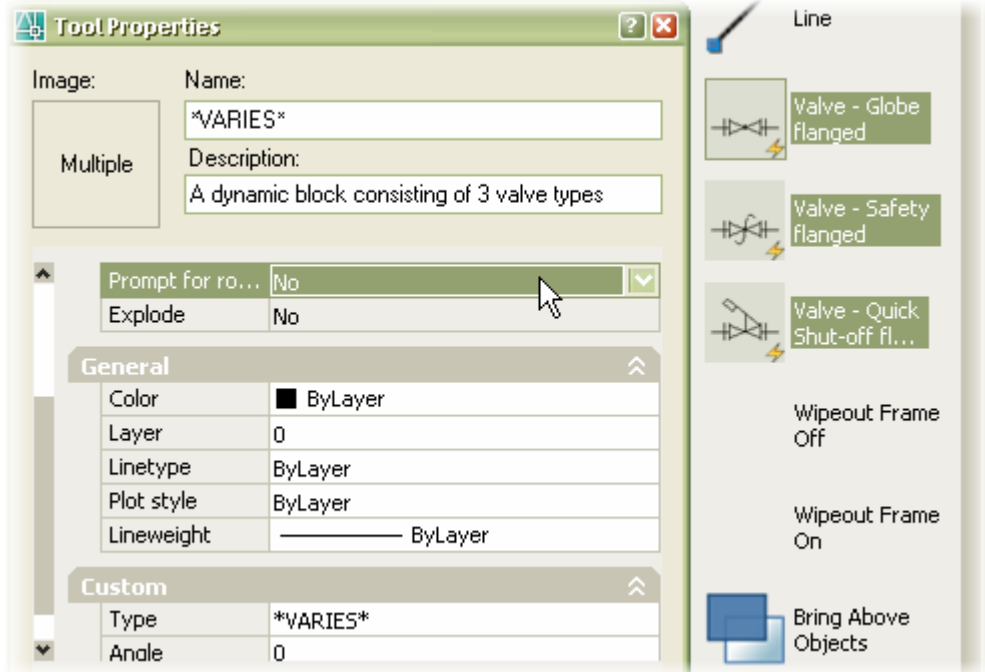 Tool Properties
Image:
Name:
*VARIES*
Multiple
Description:
A dynamic block consisting of 3 valve types
Prompt for ro... No
Explode No
General
Color ByLayer
Layer 0
Linetype ByLayer
Plot style ByLayer
Lineweight ByLayer
Custom
Type *VARIES*
Angle 0
Line
Valve - Globe
flanged
Valve - Safety
flanged
Valve - Quick
Shut-off fl...
Wipeout Frame
Off
Wipeout Frame
On
Bring Above
Objects